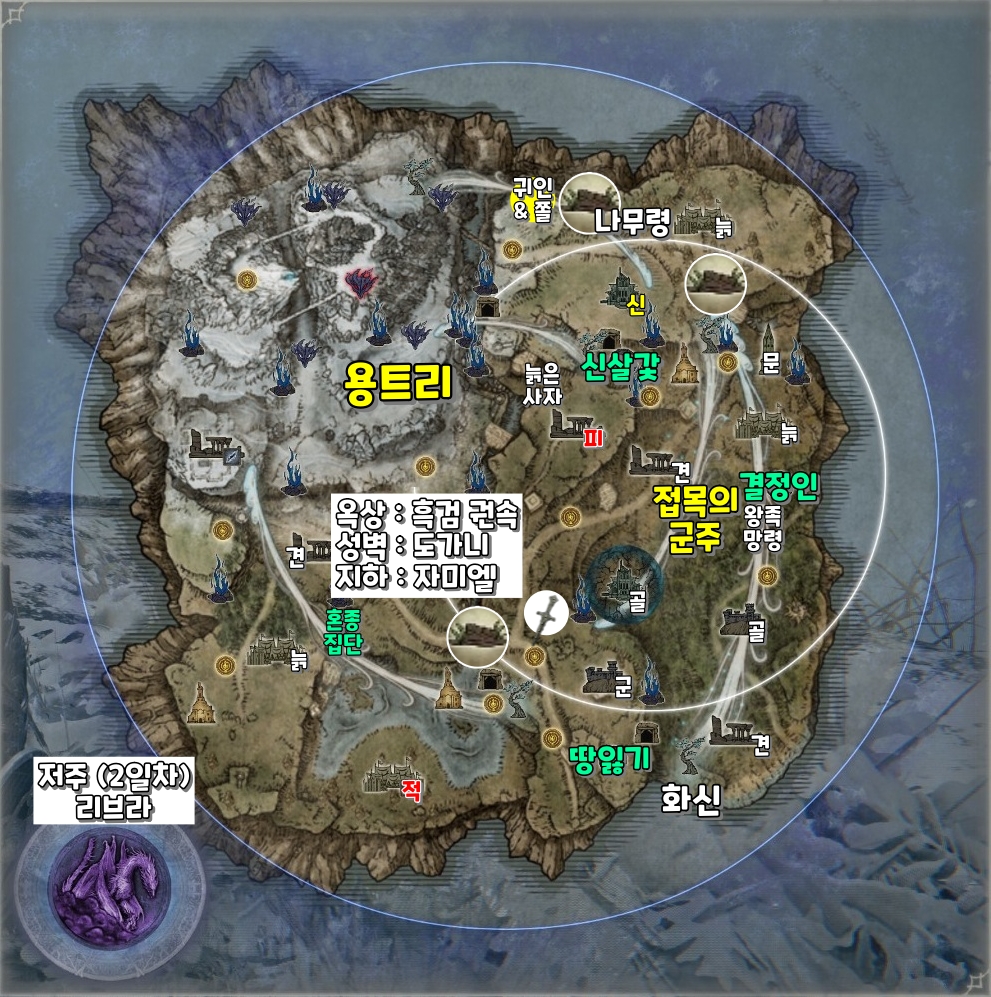 귀인
& 쫄
나무령
늙
신
신살갗
문
용트리
늙은
사자
피
늙
견
결정인
접목의
군주
왕족
망령
옥상 : 흑검 권속
성벽 : 도가니
지하 : 자미엘
견
골
골
혼종
집단
늙
군
땅잃기
견
화신
적
저주 (2일차)
리브라